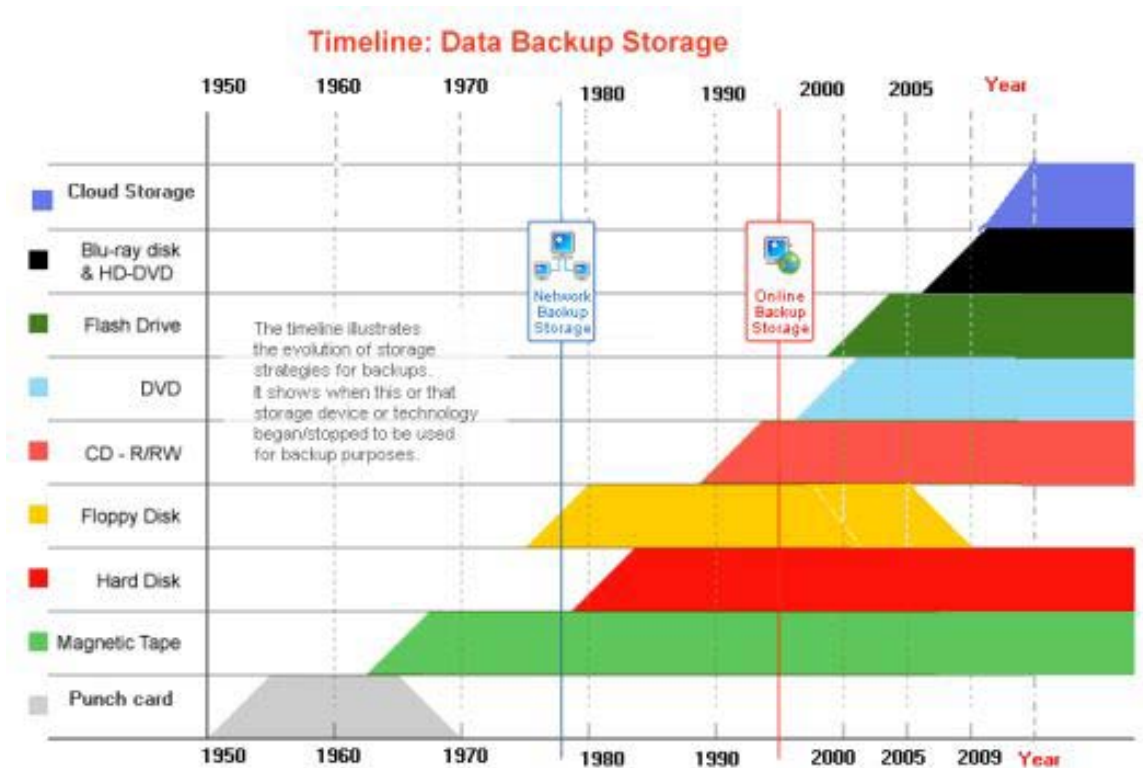 Timeline: Data Backup Storage
1950 1960 1970 1980 1990 2000 2005 Year
Cloud Storage
Blu-ray disk
& HD-DVD
Flash Drive
DVD
CD - R/RW
Floppy Disk
Hard Disk
Magnetic Tape
Punch card
Network
Backup
Storage
Online
Backup
Storage
The timeline illustrates
the evolution of storage
strategies for backups.
It shows when this or that
storage device or technology
began/stopped to be used
for backup purposes.
1950 1960 1970 1980 1990 2000 2005 2009 Year